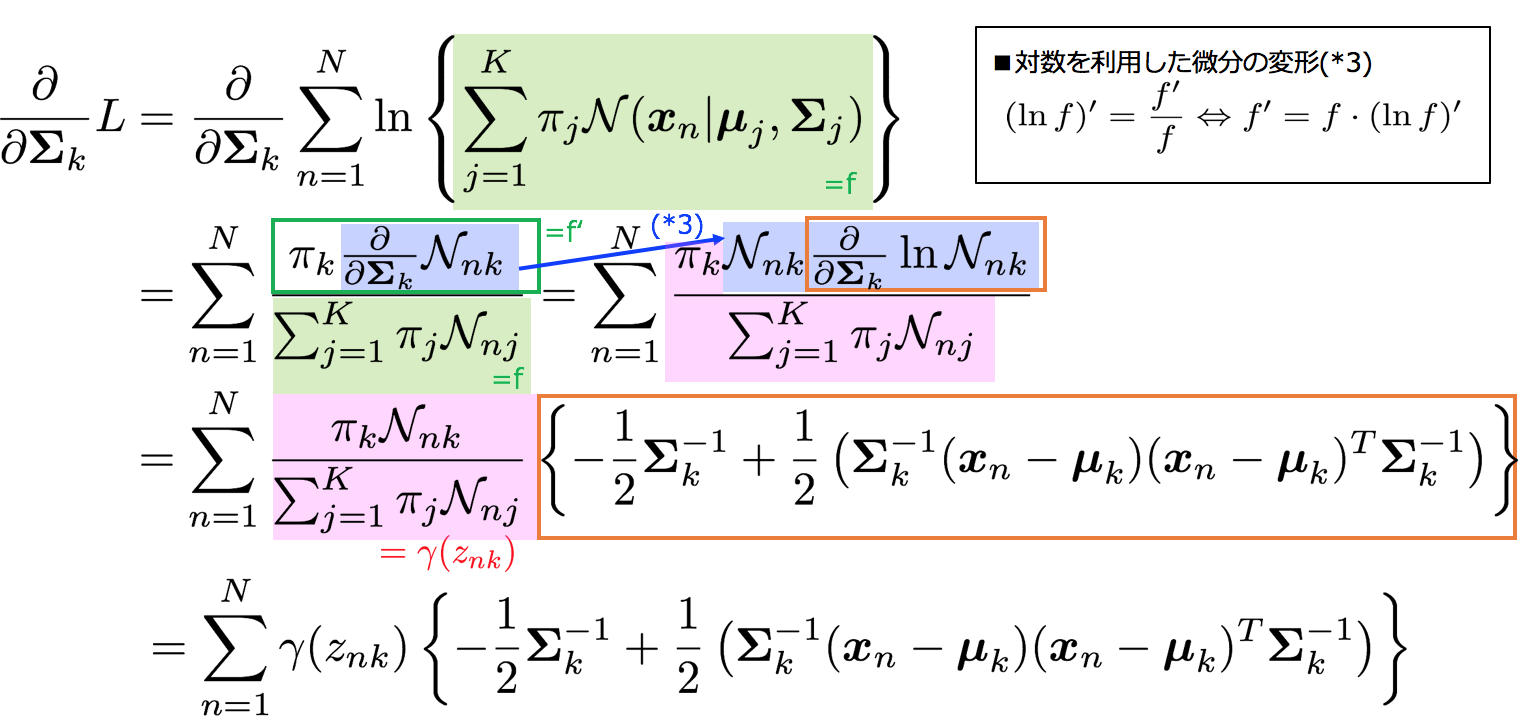 $\frac{\partial}{\partial \boldsymbol{\Sigma}_k} L = \frac{\partial}{\partial \boldsymbol{\Sigma}_k} \sum_{n=1}^{N} \ln \left\{ \sum_{j=1}^{K} \pi_j \mathcal{N}(\boldsymbol{x}_n | \boldsymbol{\mu}_j, \boldsymbol{\Sigma}_j) \right\}$
=f
■対数を利用した微分の変形(*3)
$(\ln f)' = \frac{f'}{f} \Leftrightarrow f' = f \cdot (\ln f)'$
$= \sum_{n=1}^{N} \frac{\pi_k \frac{\partial}{\partial \boldsymbol{\Sigma}_k} \mathcal{N}_{nk}}{\sum_{j=1}^{K} \pi_j \mathcal{N}_{nj}} = \sum_{n=1}^{N} \frac{\pi_k \mathcal{N}_{nk} \frac{\partial}{\partial \boldsymbol{\Sigma}_k} \ln \mathcal{N}_{nk}}{\sum_{j=1}^{K} \pi_j \mathcal{N}_{nj}}$
=f'
(*3)
=f
$= \sum_{n=1}^{N} \frac{\pi_k \mathcal{N}_{nk}}{\sum_{j=1}^{K} \pi_j \mathcal{N}_{nj}} \left\{ -\frac{1}{2} \boldsymbol{\Sigma}_k^{-1} + \frac{1}{2} \left( \boldsymbol{\Sigma}_k^{-1} (\boldsymbol{x}_n - \boldsymbol{\mu}_k)(\boldsymbol{x}_n - \boldsymbol{\mu}_k)^T \boldsymbol{\Sigma}_k^{-1} \right) \right\}$
$= \gamma(z_{nk})$
$= \sum_{n=1}^{N} \gamma(z_{nk}) \left\{ -\frac{1}{2} \boldsymbol{\Sigma}_k^{-1} + \frac{1}{2} \left( \boldsymbol{\Sigma}_k^{-1} (\boldsymbol{x}_n - \boldsymbol{\mu}_k)(\boldsymbol{x}_n - \boldsymbol{\mu}_k)^T \boldsymbol{\Sigma}_k^{-1} \right) \right\}$